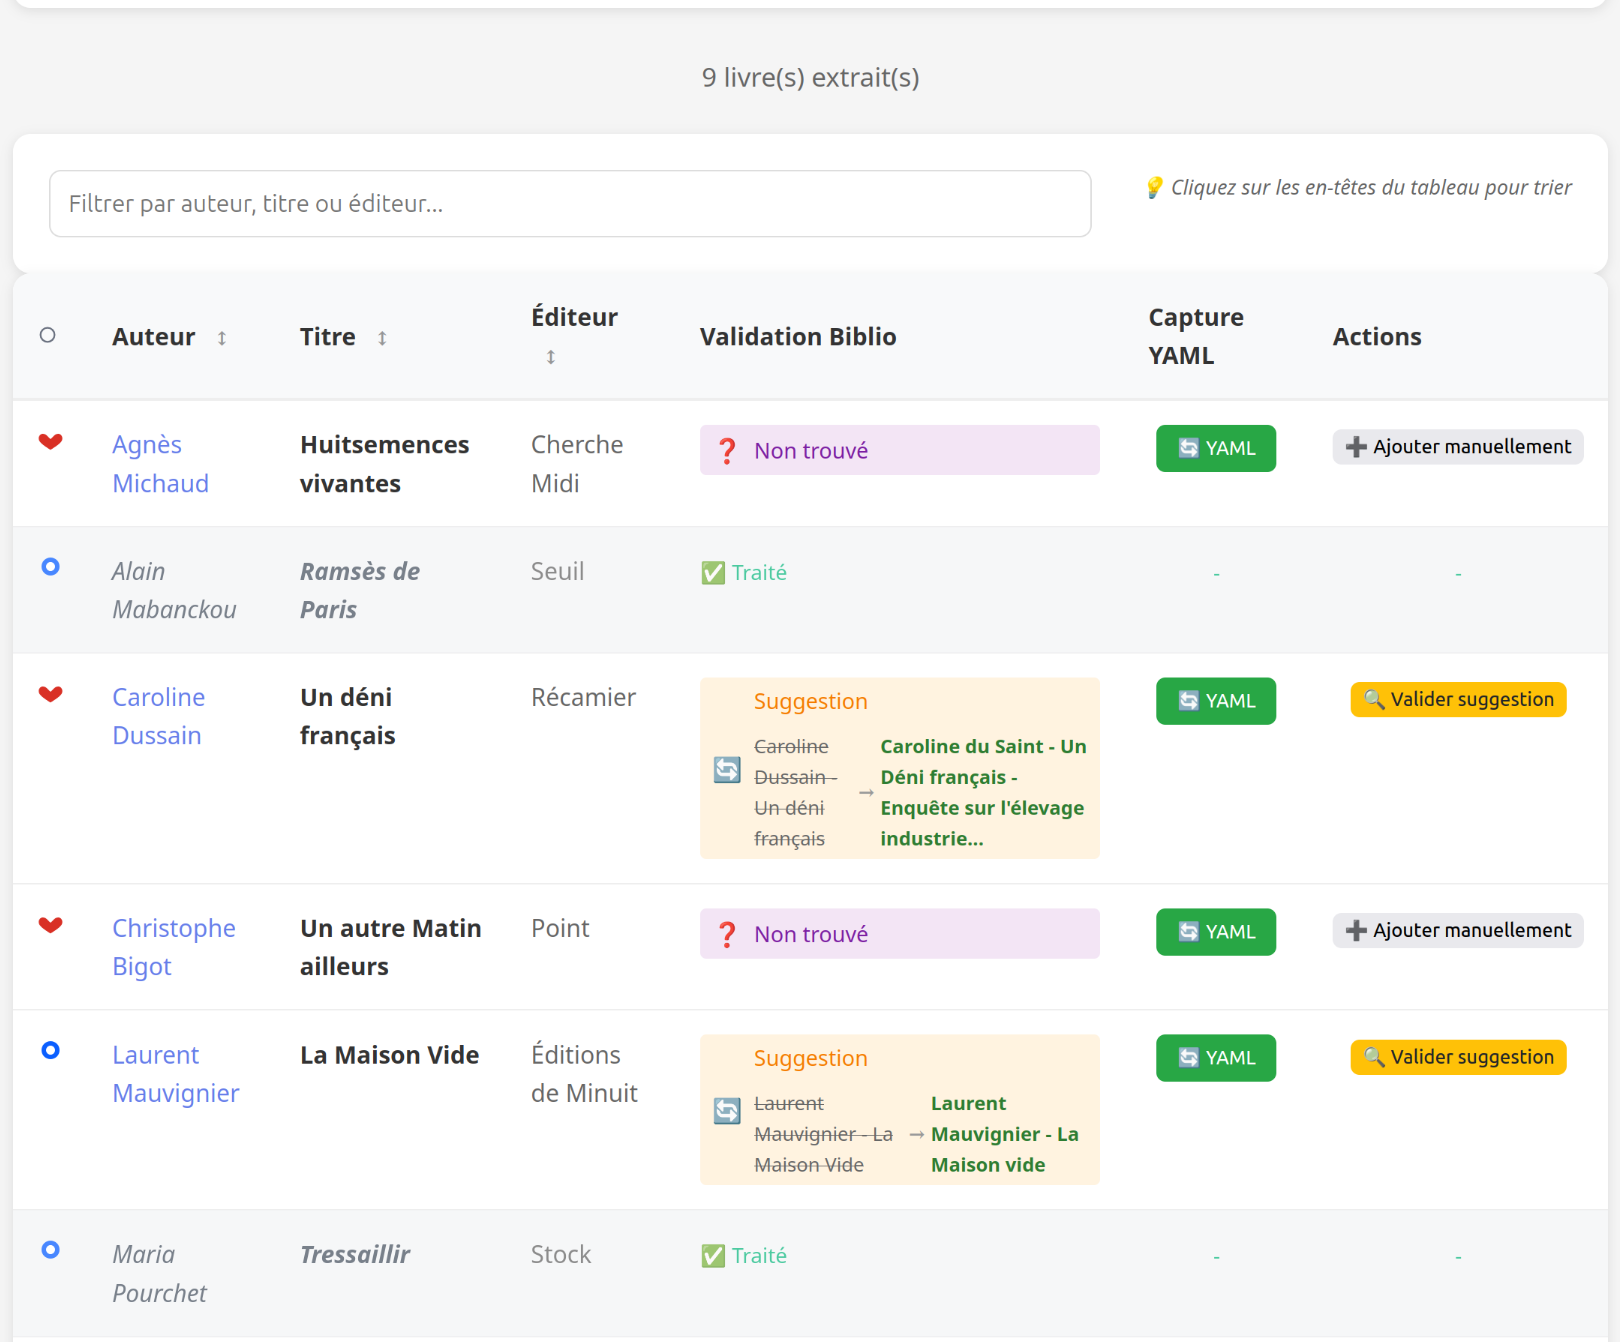 9 livre(s) extrait(s)
Filtrer par auteur, titre ou éditeur...
💡 Cliquez sur les en-têtes du tableau pour trier
Auteur ↕
Titre ↕
Éditeur
↕
Validation Biblio
Capture
YAML
Actions
Agnès
Michaud
Huitsemences
vivantes
Cherche
Midi
❓ Non trouvé
🔄 YAML
➕ Ajouter manuellement
Alain
Mabanckou
Ramsès de
Paris
Seuil
✅ Traité
-
-
Caroline
Dussain
Un déni
français
Récamier
Suggestion
🔄
Caroline
Dussain -
Un déni
français
→
Caroline du Saint - Un
Déni français -
Enquête sur l'élevage
industrie...
🔄 YAML
🔍 Valider suggestion
Christophe
Bigot
Un autre Matin
ailleurs
Point
❓ Non trouvé
🔄 YAML
➕ Ajouter manuellement
Laurent
Mauvignier
La Maison Vide
Éditions
de Minuit
Suggestion
🔄
Laurent
Mauvignier - La
Maison Vide
→
Laurent
Mauvignier - La
Maison vide
🔄 YAML
🔍 Valider suggestion
Maria
Pourchet
Tressaillir
Stock
✅ Traité
-
-